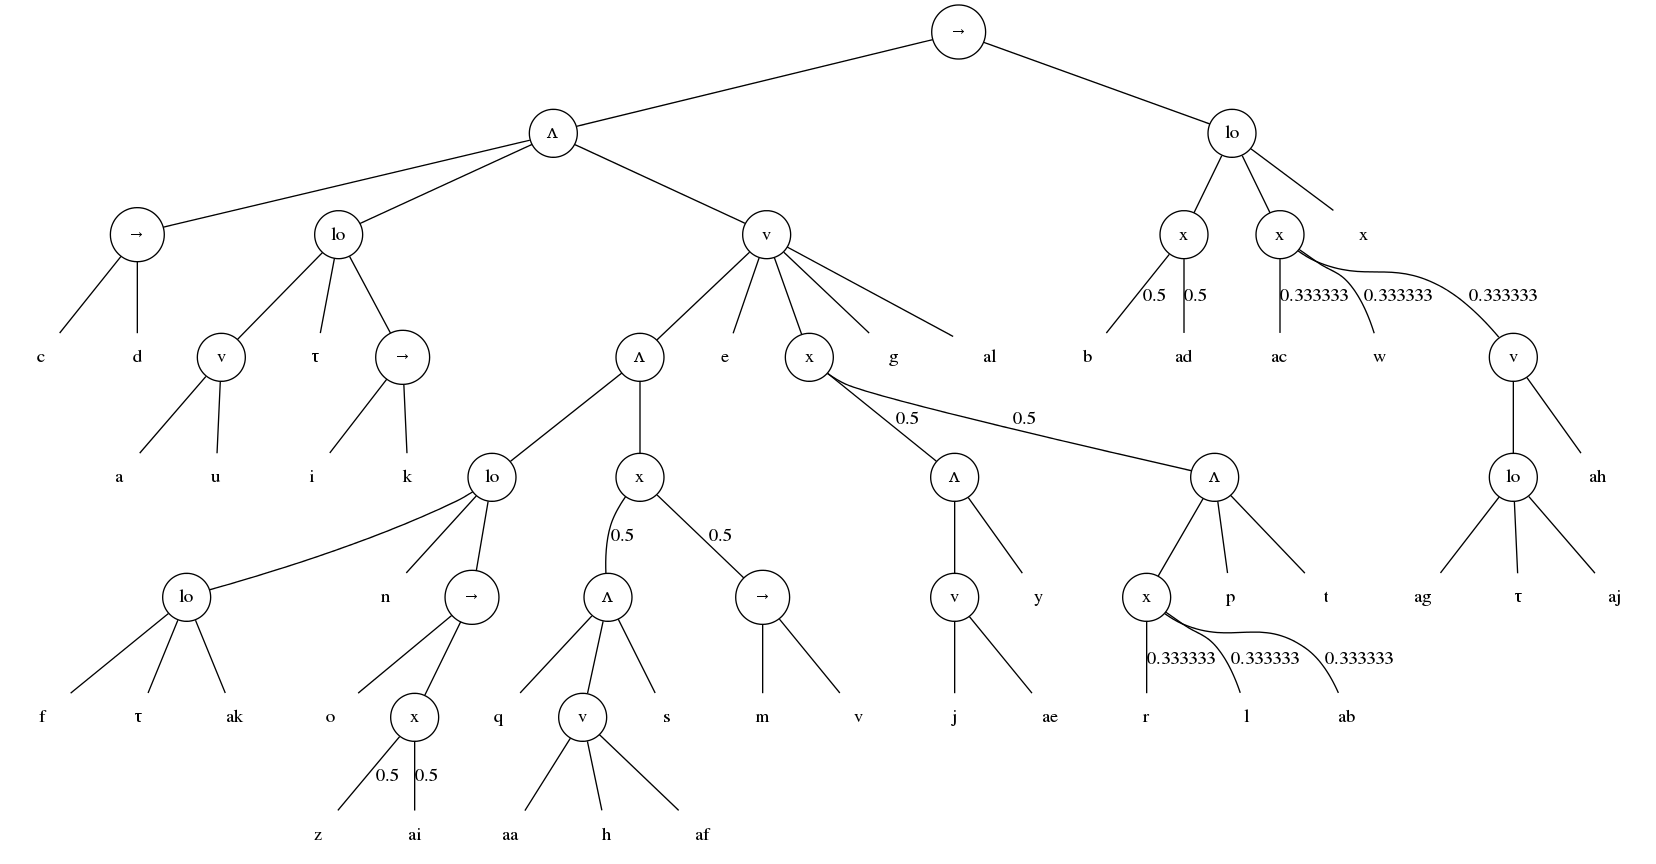 →
Λ lo
→ lo v x x x
0.5 0.5 0.333333 0.333333 0.333333
c d v τ → Λ e x g al b ad ac w v
0.5 0.5
a u i k lo x Λ Λ lo ah
0.5 0.5
lo n → Λ → v y x p t ag τ aj
0.333333 0.333333 0.333333
f τ ak o x q v s m v j ae r l ab
0.5 0.5
z ai aa h af